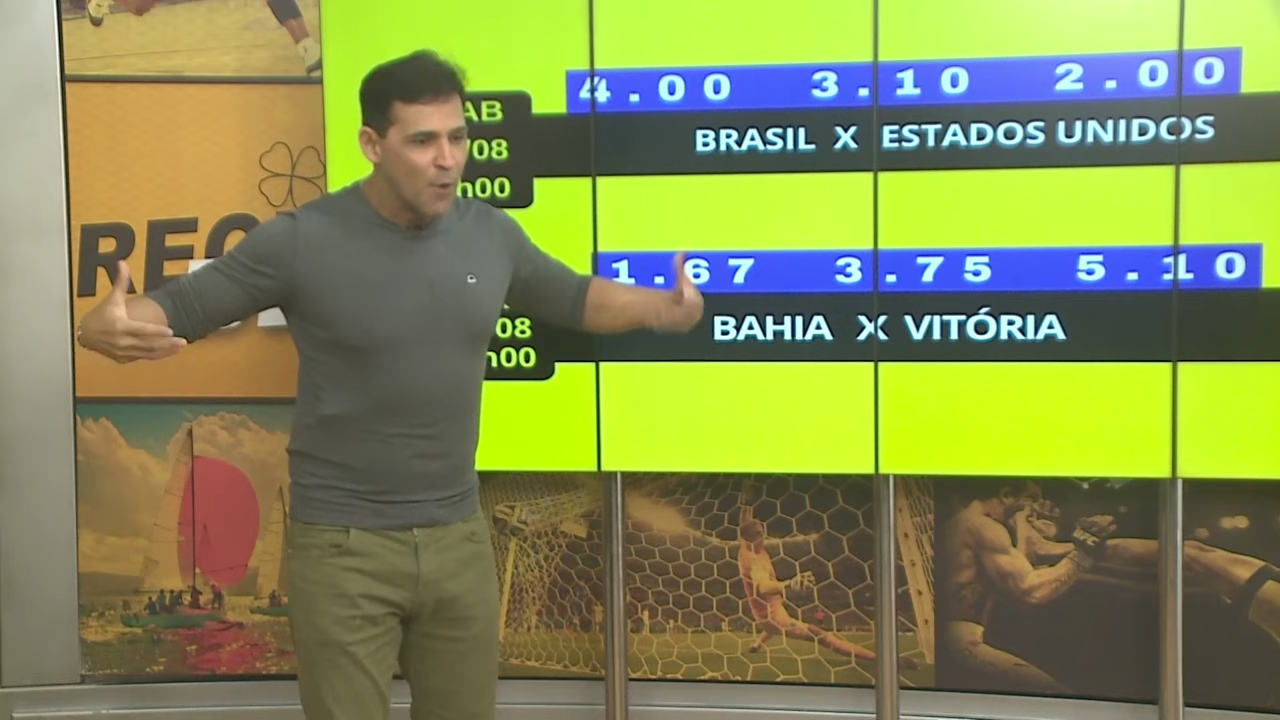 4.00 3.10 2.00
AB
/08
h00
BRASIL X ESTADOS UNIDOS
1.67 3.75 5.10
08
h00
BAHIA X VITÓRIA
REC